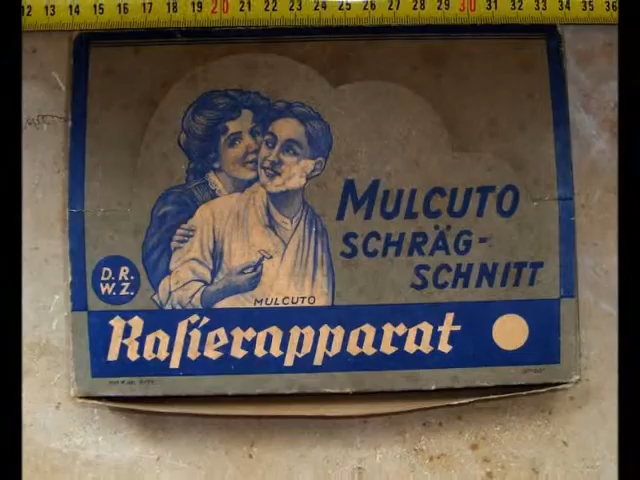 12 13 14 15 16 17 18 19 20 21 22 23 24 25 26 27 28 29 30 31 32 33 34 35 36
MULCUTO
SCHRÄG-
SCHNITT
D.R.
W.Z.
MULCUTO
Raſierapparat